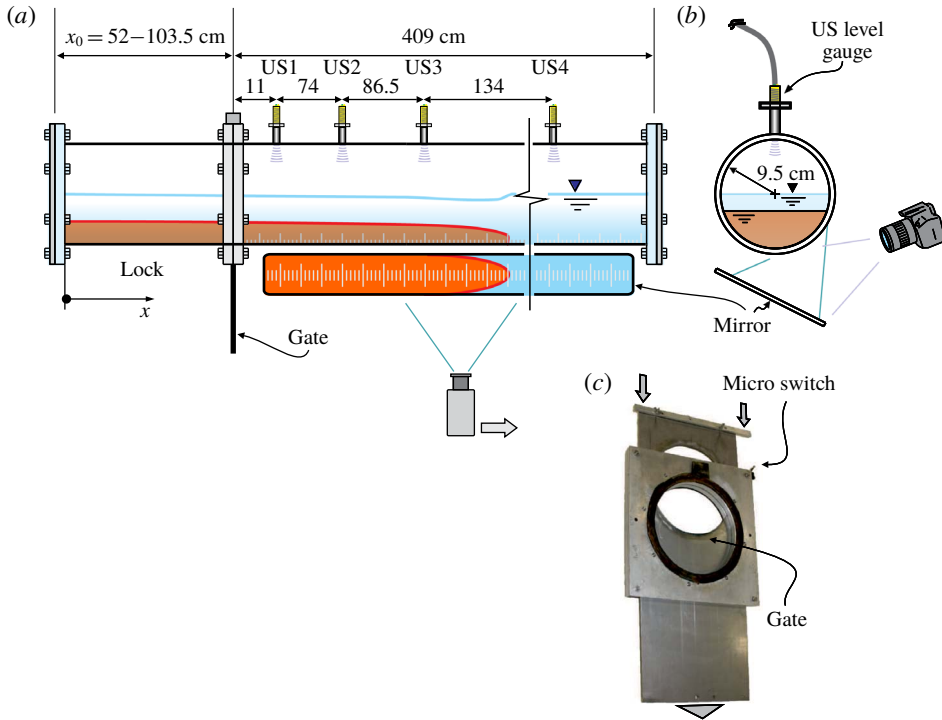 (a)
x₀ = 52–103.5 cm
409 cm
US1
US2
US3
US4
11
74
86.5
134
Lock
x
Gate
Mirror
(b)
US level
gauge
9.5 cm
(c)
Micro switch
Gate